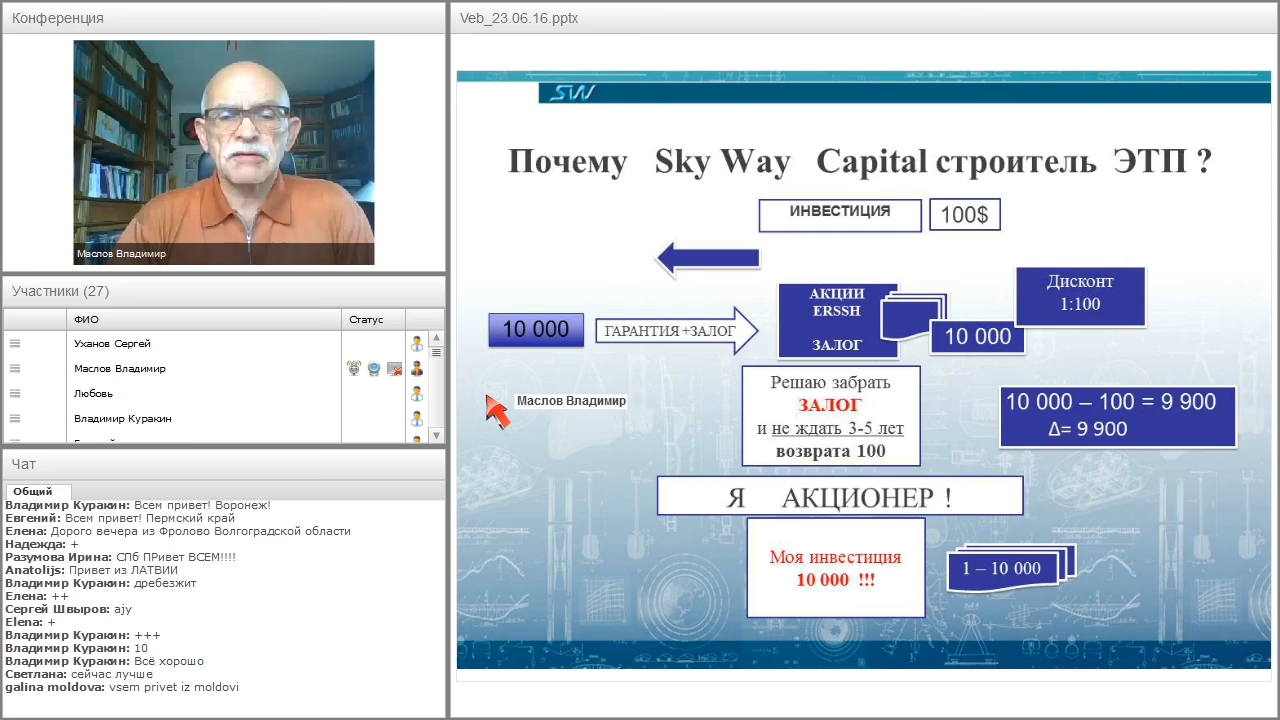 Конференция
Маслов Владимир
Участники (27)
ФИО
Статус
Уханов Сергей
Маслов Владимир
Любовь
Владимир Куракин
Чат
Общий
Владимир Куракин: Всем привет! Воронеж!
Евгений: Всем привет! Пермский край
Елена: Дорого вечера из Фролово Волгоградской области
Надежда: +
Разумова Ирина: СПб ПРивет ВСЕМ!!!!
Anatolijs: Привет из ЛАТВИИ
Владимир Куракин: дребезжит
Елена: ++
Сергей Швыров: ajy
Elena: +
Владимир Куракин: +++
Владимир Куракин: 10
Владимир Куракин: Всё хорошо
Светлана: сейчас лучше
galina moldova: vsem privet iz moldovi
Veb_23.06.16.pptx
SW
Почему Sky Way Capital строитель ЭТП ?
ИНВЕСТИЦИЯ
100$
Дисконт
1:100
АКЦИИ
ERSSH
ЗАЛОГ
10 000
ГАРАНТИЯ+ЗАЛОГ
10 000
Решаю забрать
ЗАЛОГ
и не ждать 3-5 лет
возврата 100
Маслов Владимир
10 000 – 100 = 9 900
Δ= 9 900
Я АКЦИОНЕР !
Моя инвестиция
10 000 !!!
1 – 10 000